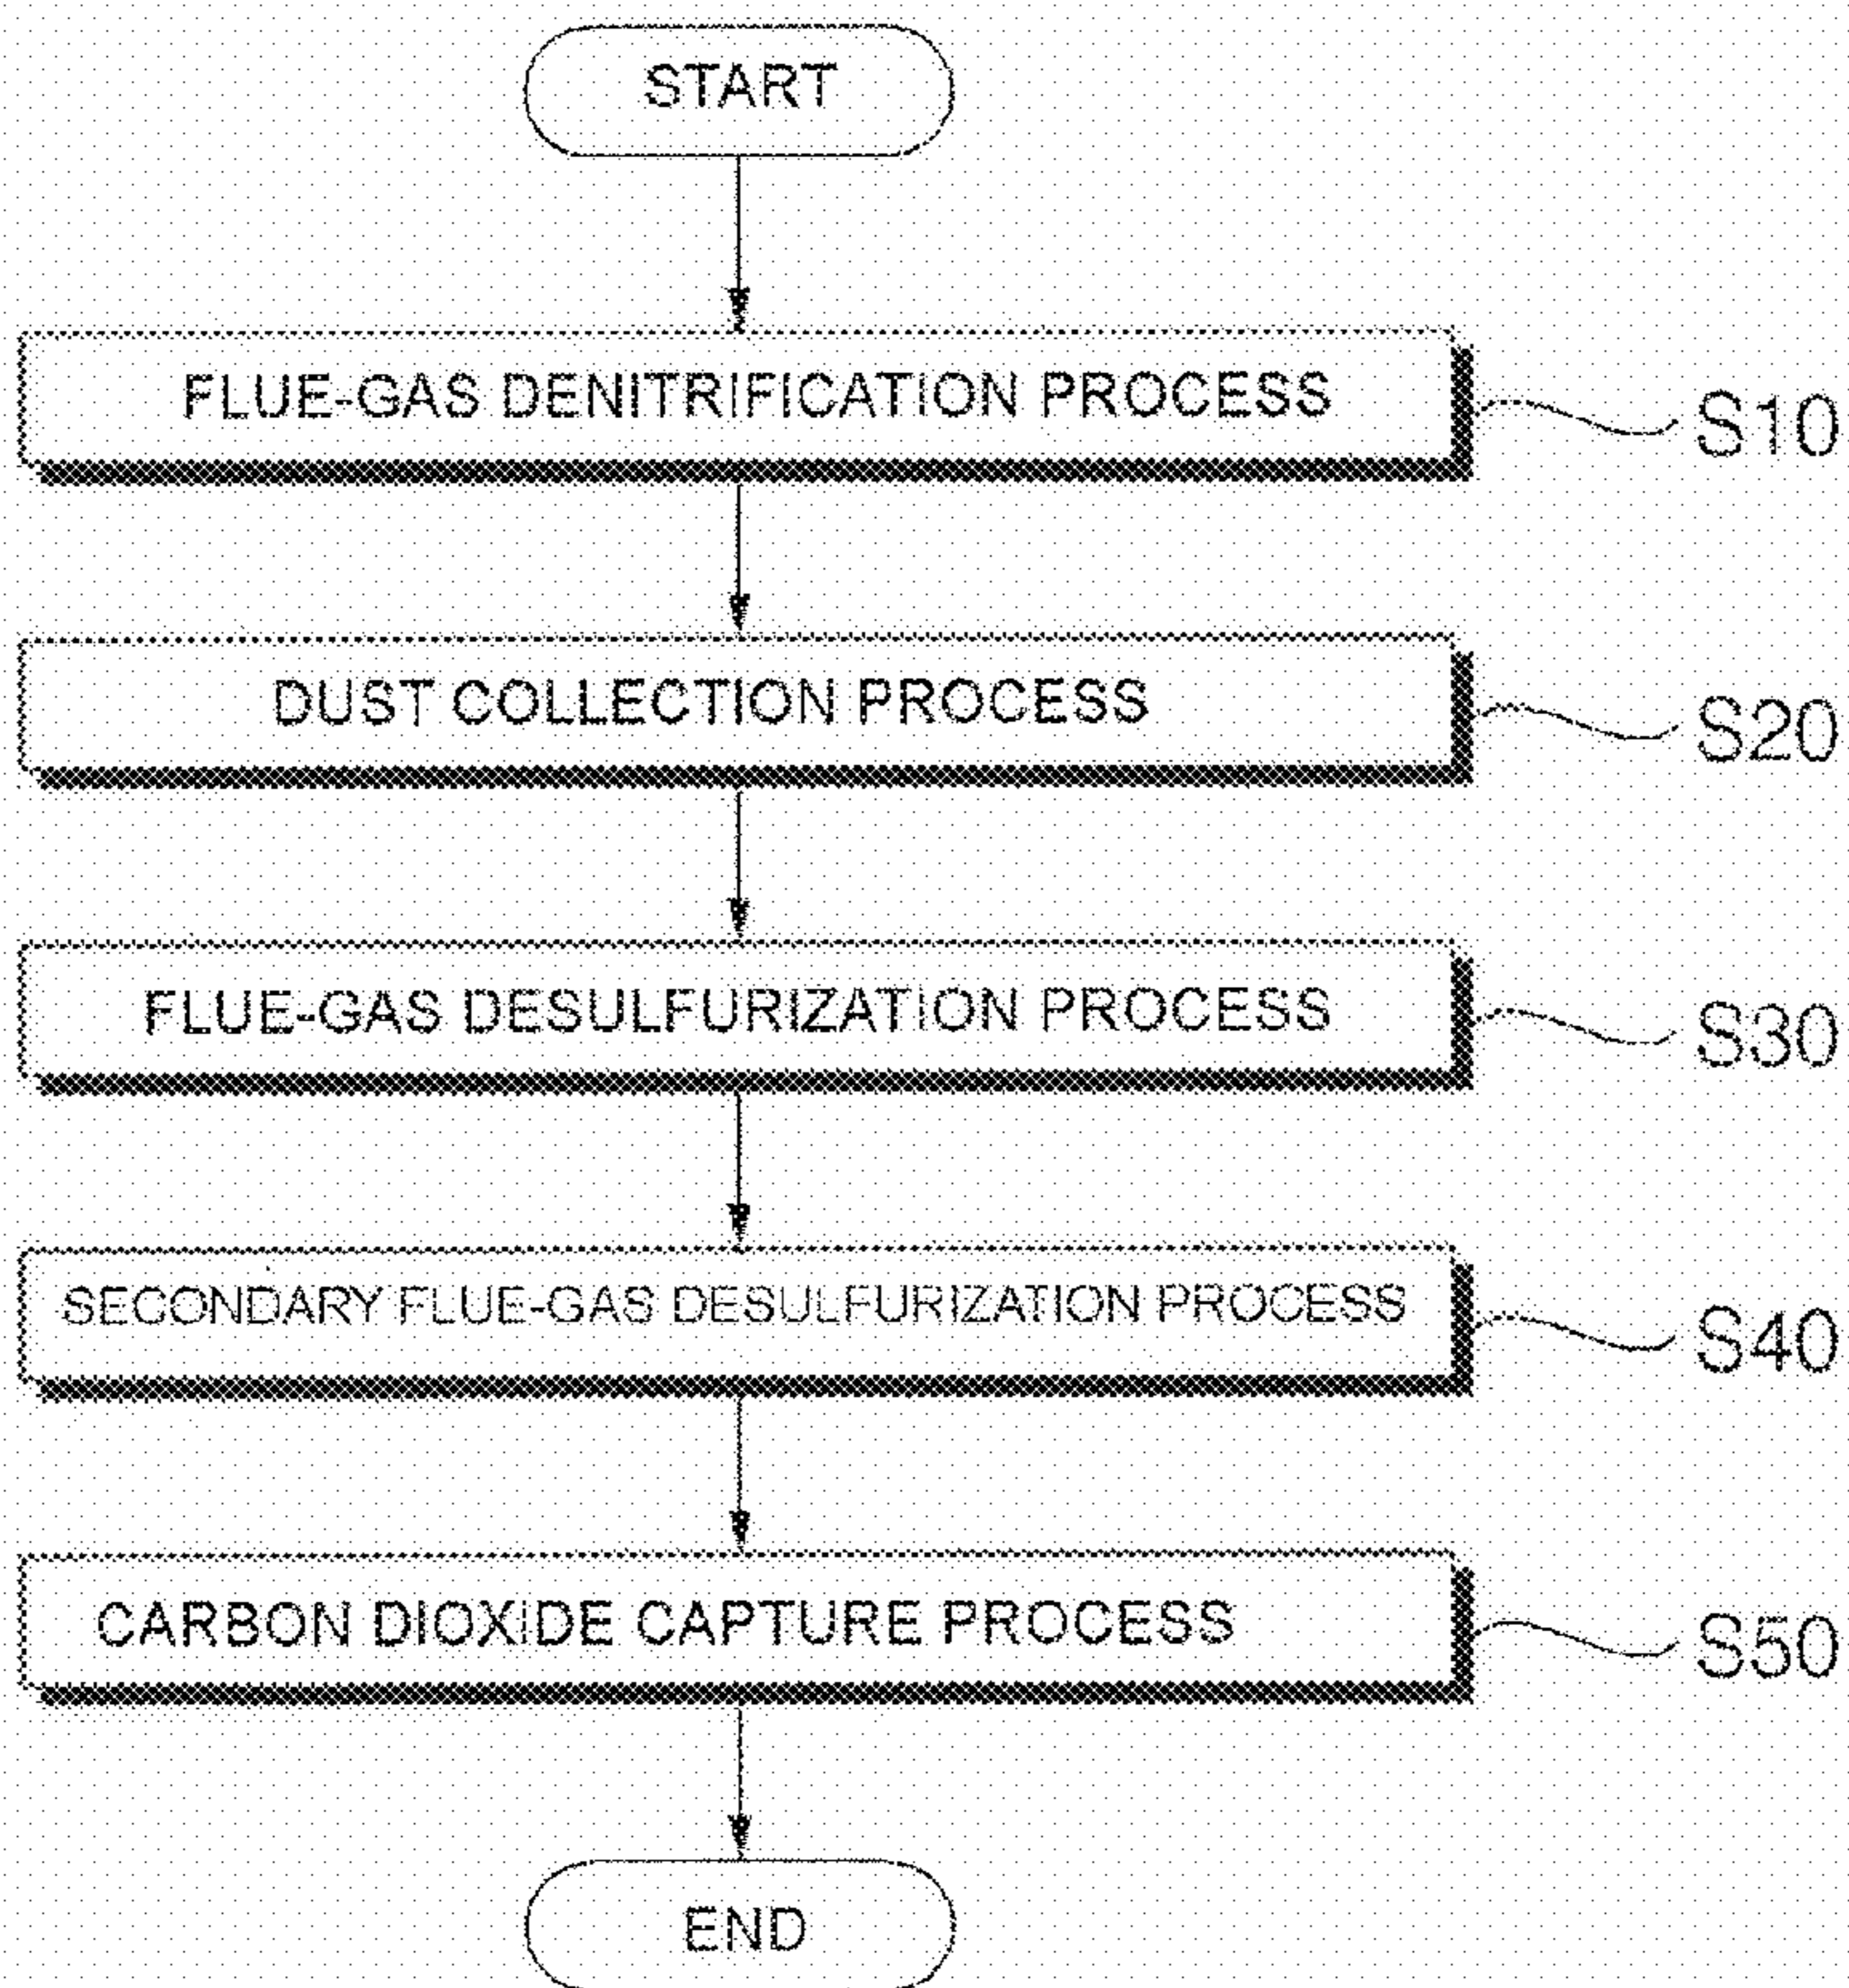 START
FLUE-GAS DENITRIFICATION PROCESS S10
DUST COLLECTION PROCESS S20
FLUE-GAS DESULFURIZATION PROCESS S30
SECONDARY FLUE-GAS DESULFURIZATION PROCESS S40
CARBON DIOXIDE CAPTURE PROCESS S50
END